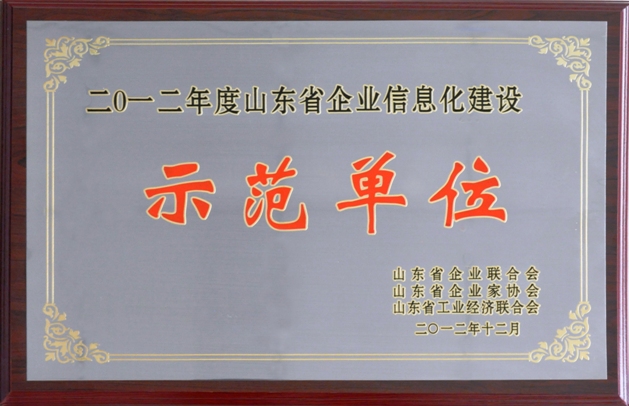 二0一二年度山东省企业信息化建设
示范单位
山东省企业联合会
山东省企业家协会
山东省工业经济联合会
二〇一二年十二月